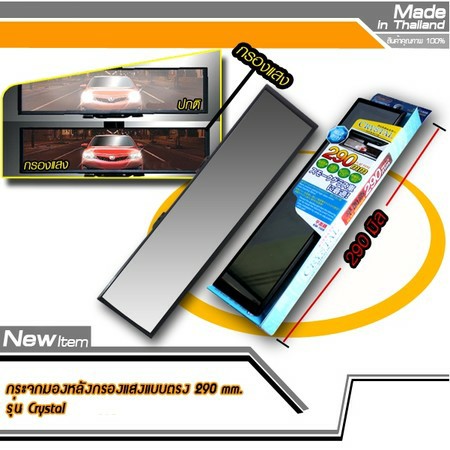 Made
in Thailand
สินค้าคุณภาพ 100%
กรองแสง
ปกติ
กรองแสง
290mm
290
290 มิล
New Item
กระจกมองหลังกรองแสงแบบตรง 290 mm.
รุ่น Crystal